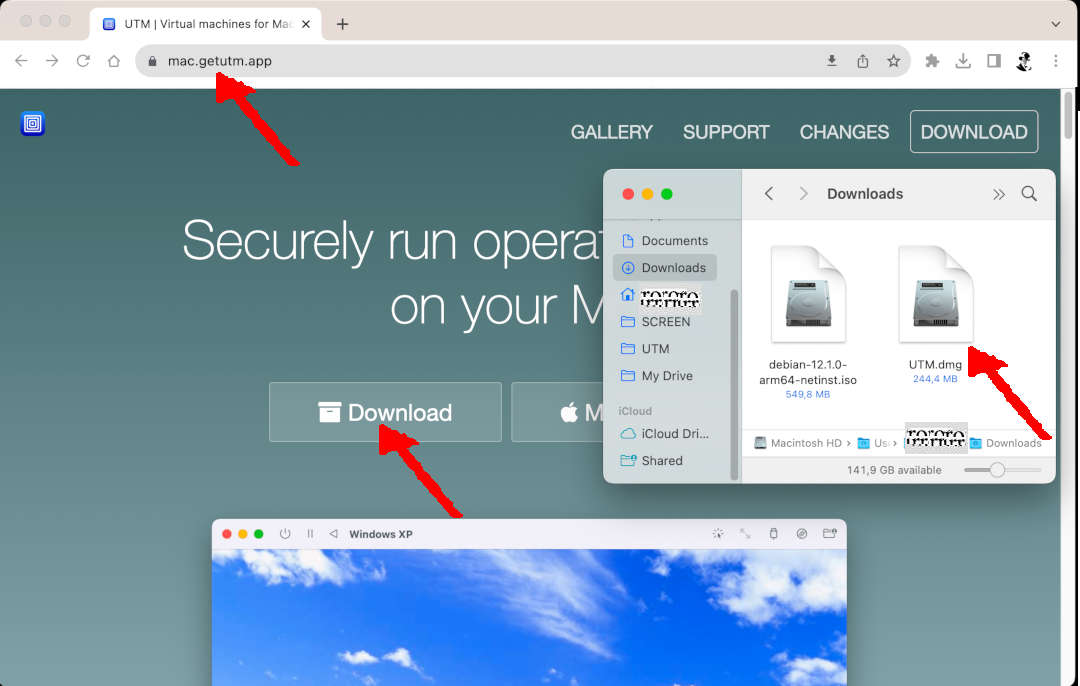 UTM | Virtual machines for Mac
mac.getutm.app
GALLERY SUPPORT CHANGES DOWNLOAD
Securely run operat
on your M
Download
M
Downloads
Documents
Downloads
SCREEN
UTM
My Drive
iCloud
iCloud Dri...
Shared
debian-12.1.0-
arm64-netinst.iso
549,8 MB
UTM.dmg
244,4 MB
Macintosh HD › Us › Downloads
141,9 GB available
Windows XP